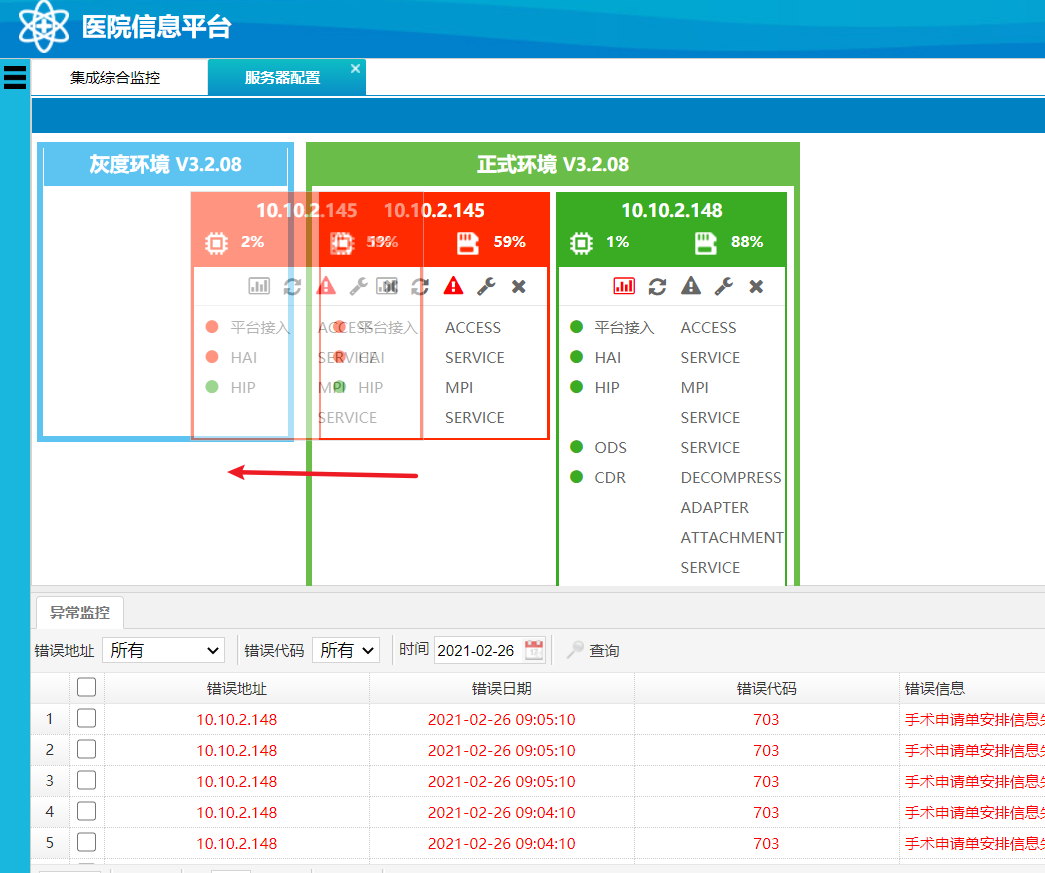 医院信息平台
集成综合监控 服务器配置
灰度环境 V3.2.08
正式环境 V3.2.08
10.10.2.145 10.10.2.145 10.10.2.148
2% 59% 59% 1% 88%
平台接入 ACCESS 平台接入 ACCESS 平台接入 ACCESS
HAI SERVICE HAI SERVICE HAI SERVICE
HIP MPI HIP MPI HIP MPI
SERVICE SERVICE SERVICE
ODS SERVICE
CDR DECOMPRESS
ADAPTER
ATTACHMENT
SERVICE
异常监控
错误地址 所有 错误代码 所有 时间 2021-02-26 查询
错误地址 错误日期 错误代码 错误信息
1 10.10.2.148 2021-02-26 09:05:10 703 手术申请单安排信息
2 10.10.2.148 2021-02-26 09:05:10 703 手术申请单安排信息
3 10.10.2.148 2021-02-26 09:05:10 703 手术申请单安排信息
4 10.10.2.148 2021-02-26 09:04:10 703 手术申请单安排信息
5 10.10.2.148 2021-02-26 09:04:10 703 手术申请单安排信息